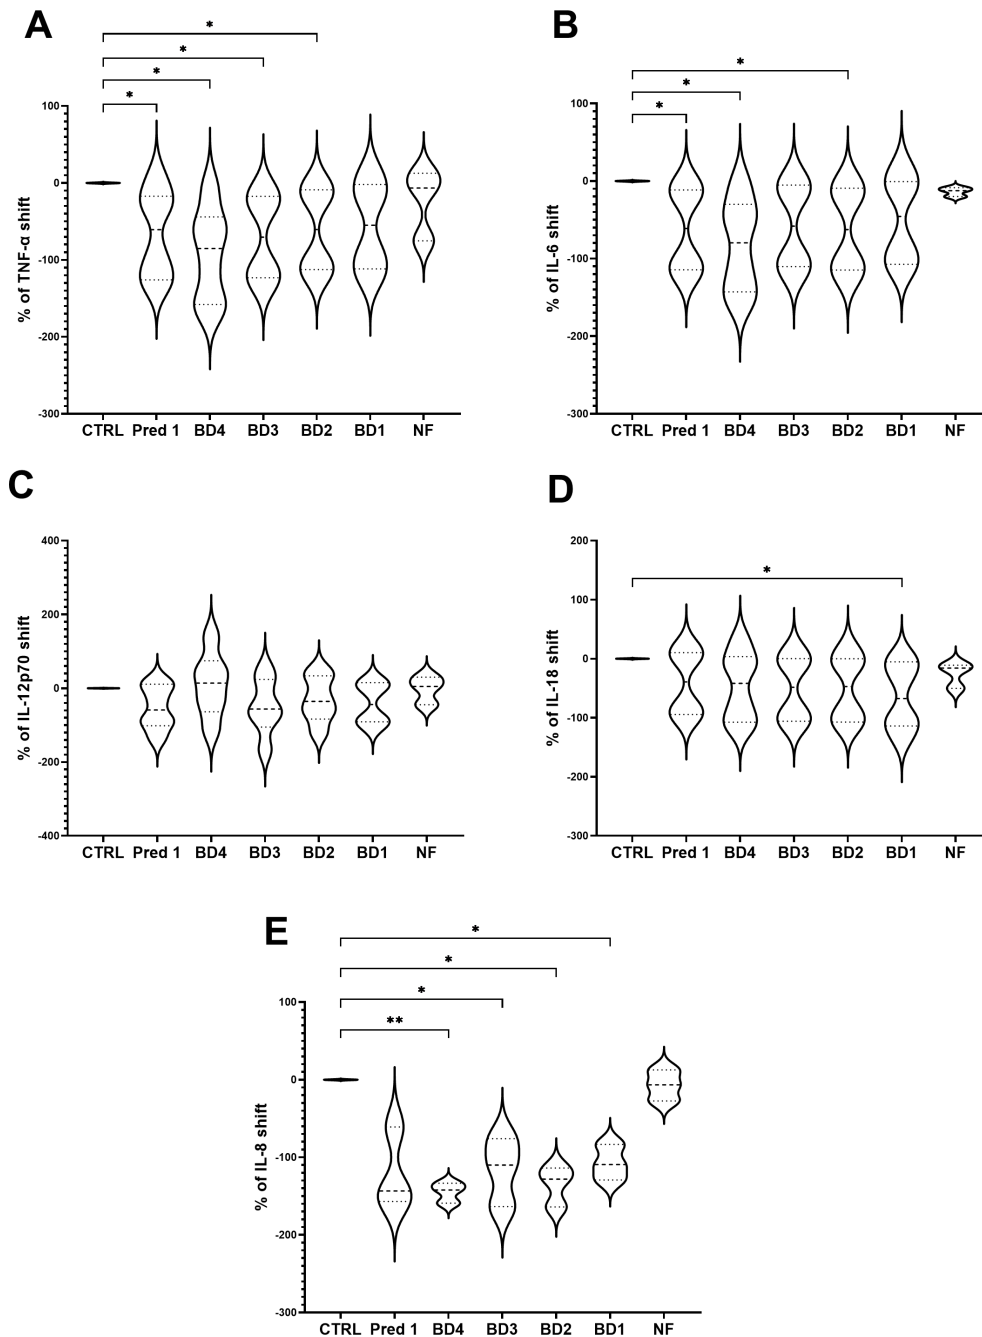 A
*
*
*
*
% of TNF-α shift
100
0
-100
-200
-300
CTRL Pred 1 BD4 BD3 BD2 BD1 NF
B
*
*
*
% of IL-6 shift
100
0
-100
-200
-300
CTRL Pred 1 BD4 BD3 BD2 BD1 NF
C
% of IL-12p70 shift
400
200
0
-200
-400
CTRL Pred 1 BD4 BD3 BD2 BD1 NF
D
*
% of IL-18 shift
200
100
0
-100
-200
-300
CTRL Pred 1 BD4 BD3 BD2 BD1 NF
E
*
*
*
**
% of IL-8 shift
100
0
-100
-200
-300
CTRL Pred 1 BD4 BD3 BD2 BD1 NF